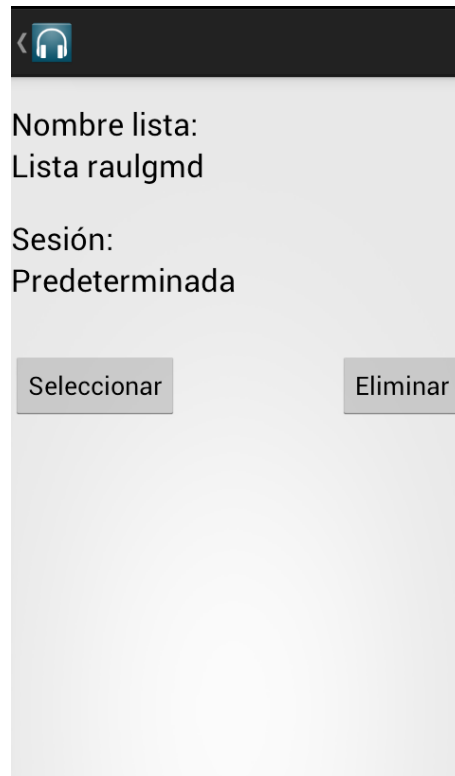 Nombre lista:
Lista raulgmd
Sesión:
Predeterminada
Seleccionar
Eliminar